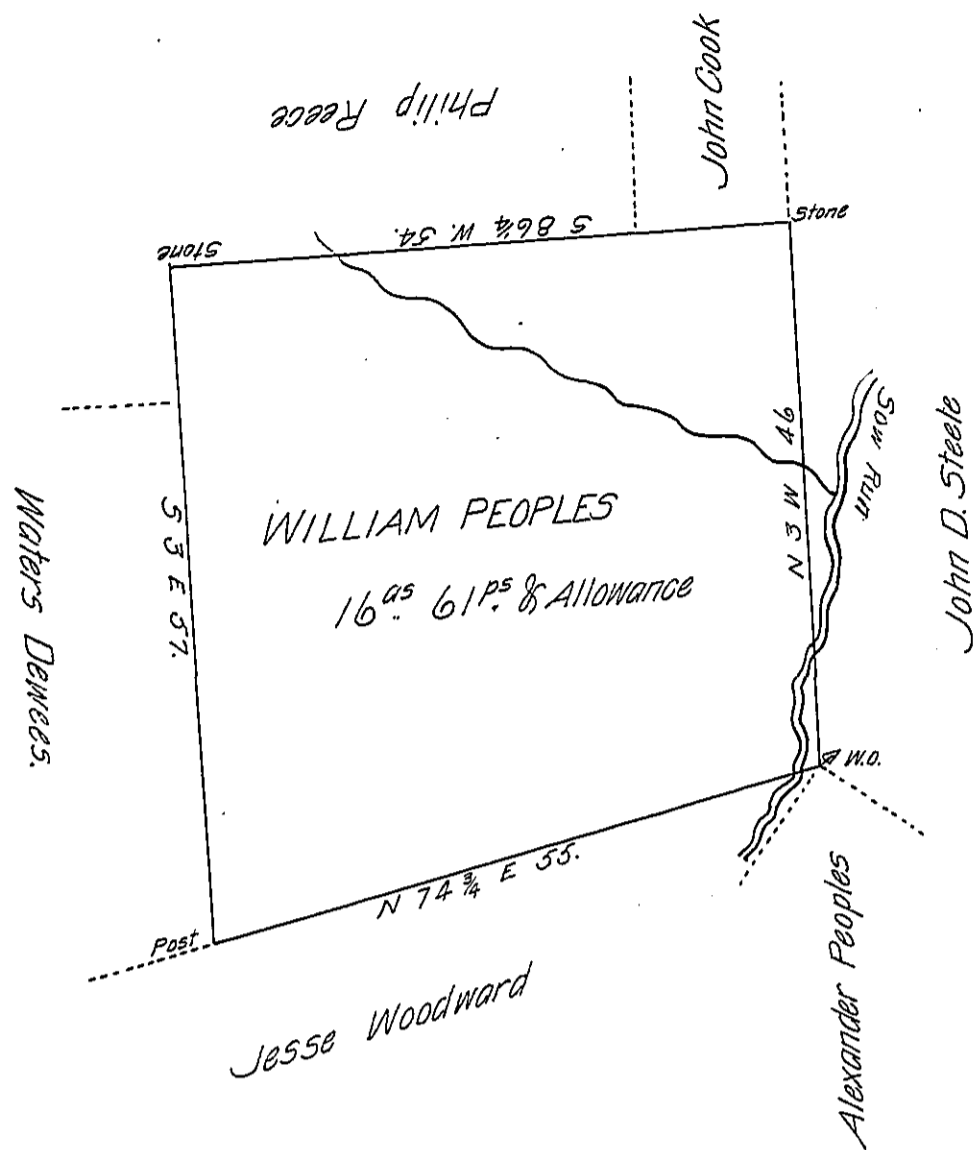 Philip Reece
John Cook
Stone
S 86¼ W. 54.
Stone
Waters Dewees.
S 3 E 57.
WILLIAM PEOPLES
16as 61ps & Allowance
N 3 W 46
Sow Run
John D. Steele
W.O.
N 74¾ E 55.
Post
Jesse Woodward
Alexander Peoples